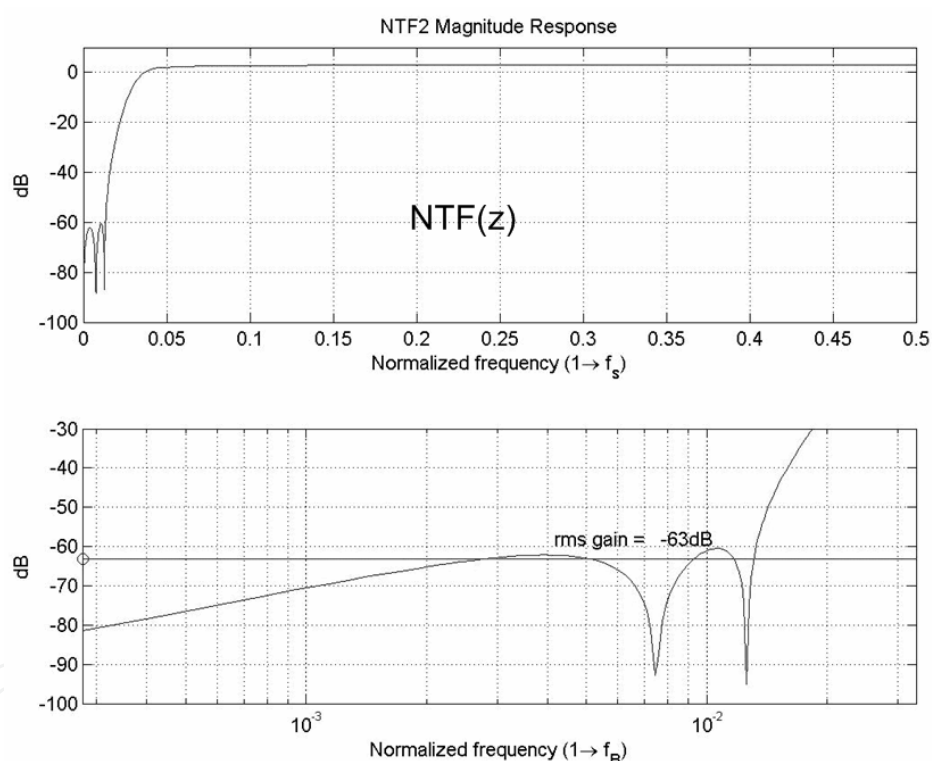 NTF2 Magnitude Response
0
-20
-40
-60
-80
-100
dB
NTF(z)
0 0.05 0.1 0.15 0.2 0.25 0.3 0.35 0.4 0.45 0.5
Normalized frequency (1→ f_s)
-30
-40
-50
-60
-70
-80
-90
-100
dB
rms gain = -63dB
10^-3 10^-2
Normalized frequency (1→ f_B)